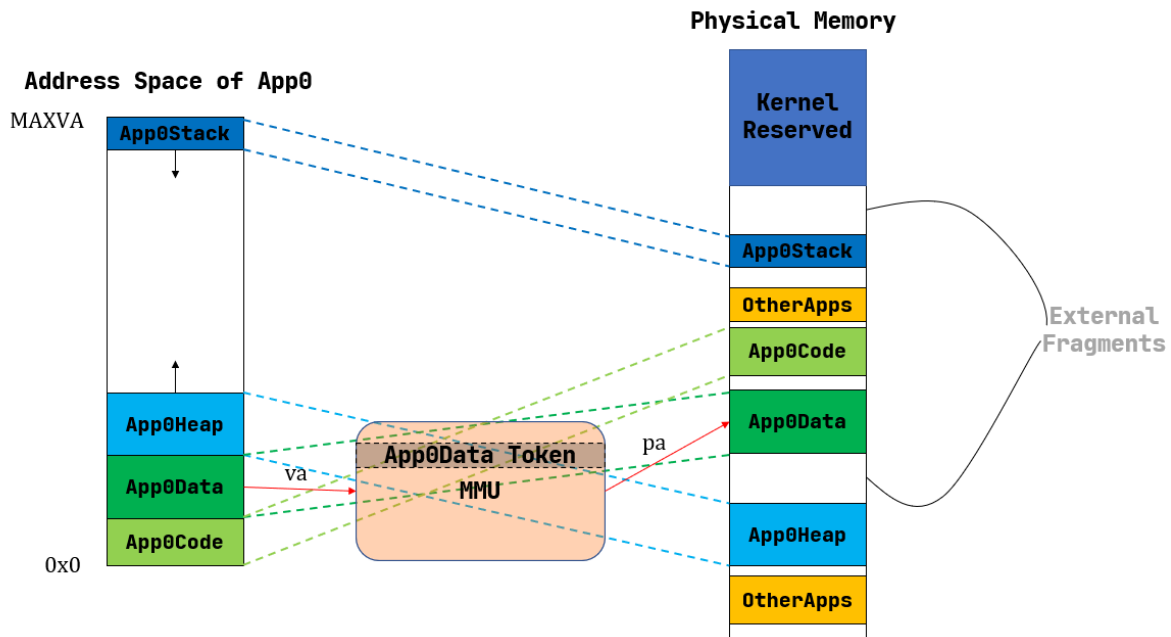 Physical Memory
Address Space of App0
MAXVA
App0Stack
Kernel
Reserved
App0Stack
OtherApps
External
Fragments
App0Code
App0Heap
App0Data
App0Data Token
pa
va
MMU
App0Data
App0Code
App0Heap
0x0
OtherApps